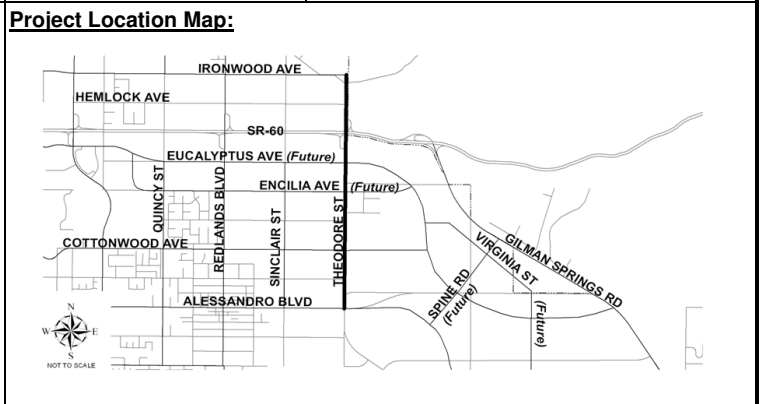 Project Location Map:
IRONWOOD AVE
HEMLOCK AVE
SR-60
EUCALYPTUS AVE (Future)
ENCILIA AVE (Future)
QUINCY ST
REDLANDS BLVD
SINCLAIR ST
THEODORE ST
COTTONWOOD AVE
GILMAN SPRINGS RD
VIRGINIA ST
(Future)
SPINE RD
(Future)
ALESSANDRO BLVD
N
W E
S
NOT TO SCALE